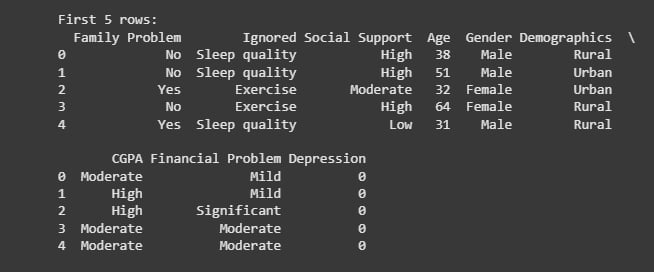 First 5 rows:
Family Problem Ignored Social Support Age Gender Demographics \
0 No Sleep quality High 38 Male Rural
1 No Sleep quality High 51 Male Urban
2 Yes Exercise Moderate 32 Female Urban
3 No Exercise High 64 Female Rural
4 Yes Sleep quality Low 31 Male Rural
CGPA Financial Problem Depression
0 Moderate Mild 0
1 High Mild 0
2 High Significant 0
3 Moderate Moderate 0
4 Moderate Moderate 0